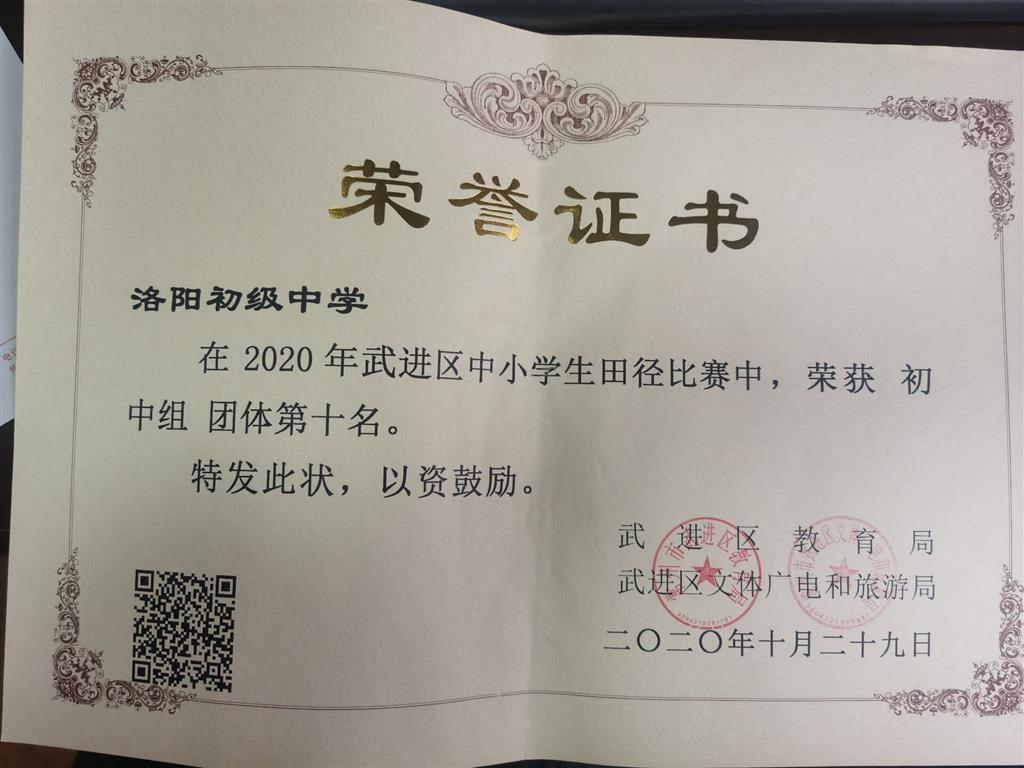 荣誉证书
洛阳初级中学
在 2020 年武进区中小学生田径比赛中，荣获 初
中组 团体第十名。
特发此状，以资鼓励。
武进区教育局
武进区文体广电和旅游局
二〇二〇年十月二十九日